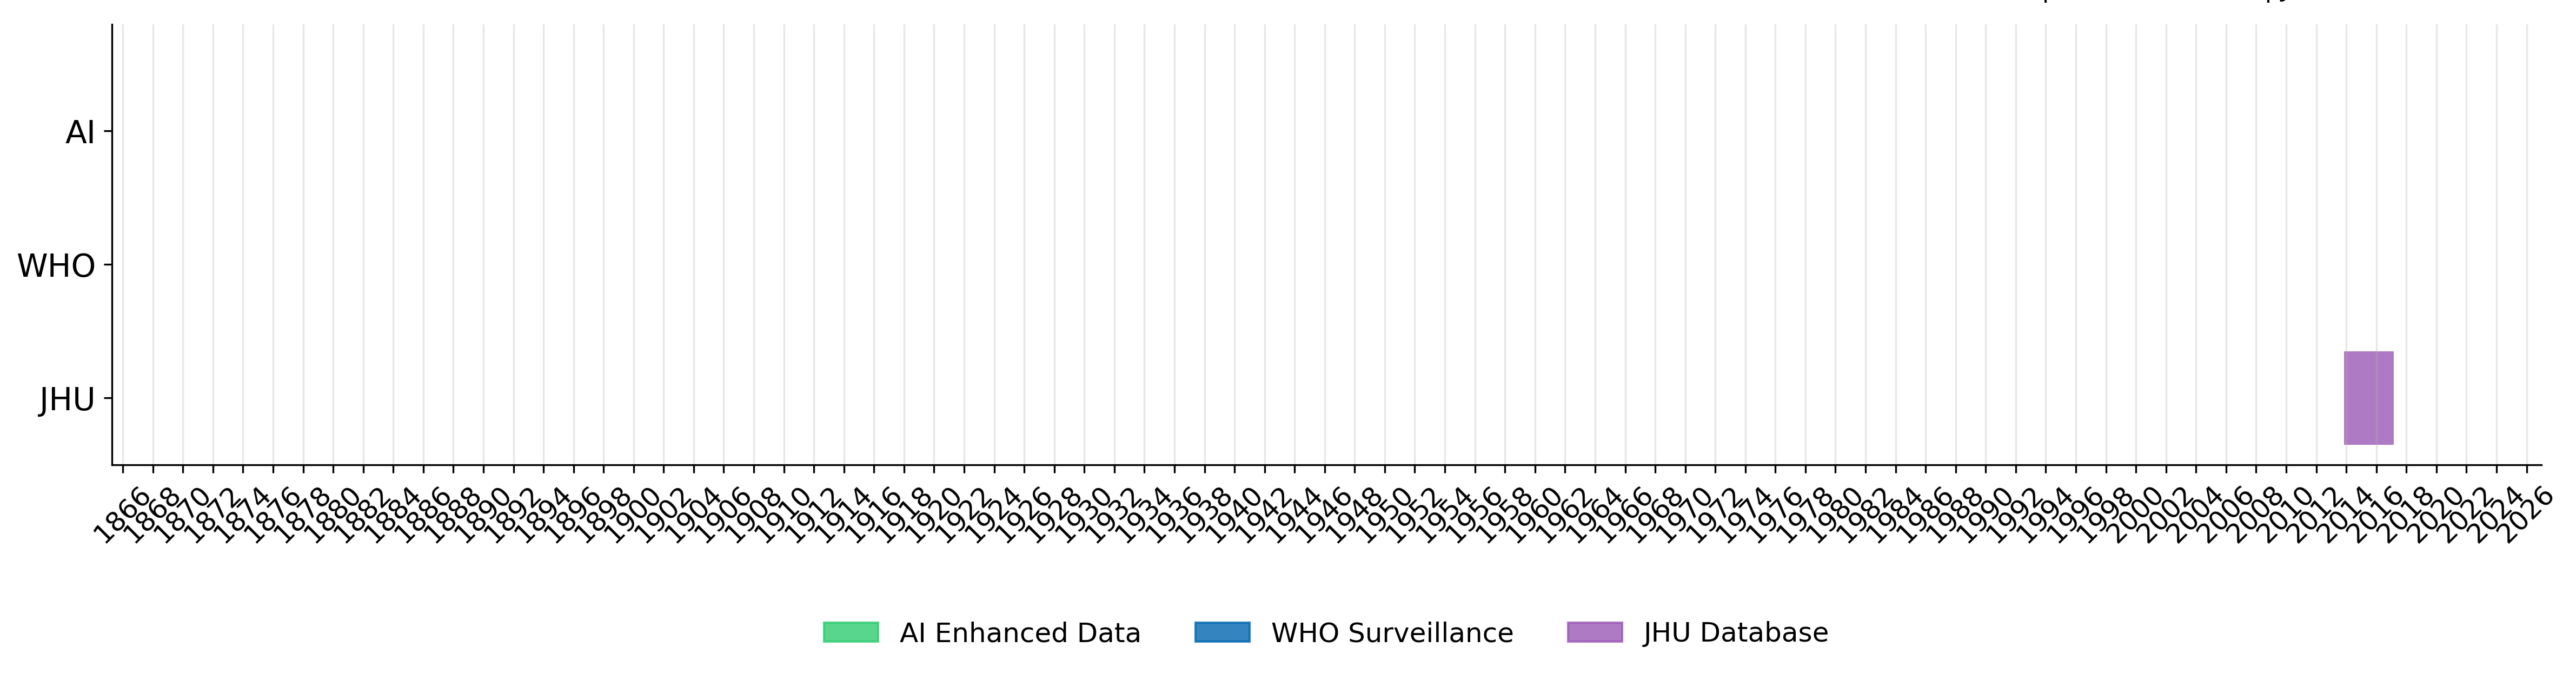 AI
WHO
JHU
1866 1868 1870 1872 1874 1876 1878 1880 1882 1884 1886 1888 1890 1892 1894 1896 1898 1900 1902 1904 1906 1908 1910 1912 1914 1916 1918 1920 1922 1924 1926 1928 1930 1932 1934 1936 1938 1940 1942 1944 1946 1948 1950 1952 1954 1956 1958 1960 1962 1964 1966 1968 1970 1972 1974 1976 1978 1980 1982 1984 1986 1988 1990 1992 1994 1996 1998 2000 2002 2004 2006 2008 2010 2012 2014 2016 2018 2020 2022 2024 2026
AI Enhanced Data WHO Surveillance JHU Database